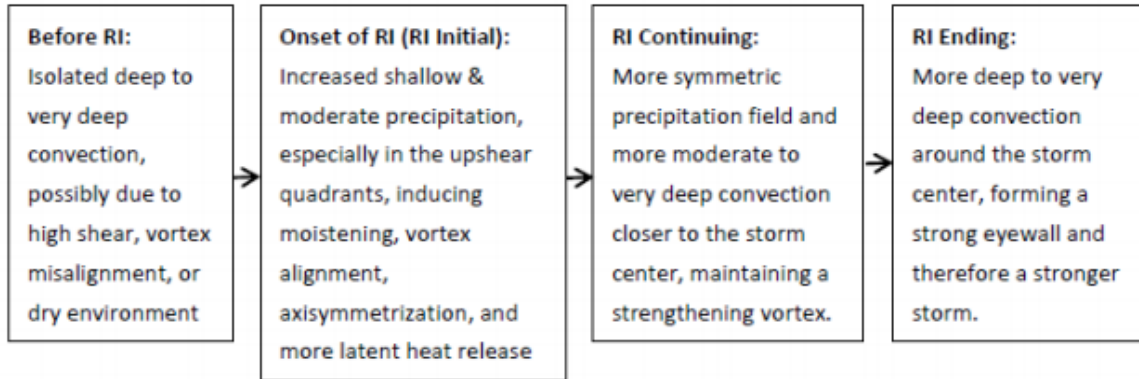 Before RI:
Isolated deep to
very deep
convection,
possibly due to
high shear, vortex
misalignment, or
dry environment
Onset of RI (RI Initial):
Increased shallow &
moderate precipitation,
especially in the upshear
quadrants, inducing
moistening, vortex
alignment,
axisymmetrization, and
more latent heat release
RI Continuing:
More symmetric
precipitation field and
more moderate to
very deep convection
closer to the storm
center, maintaining a
strengthening vortex.
RI Ending:
More deep to very
deep convection
around the storm
center, forming a
strong eyewall and
therefore a stronger
storm.